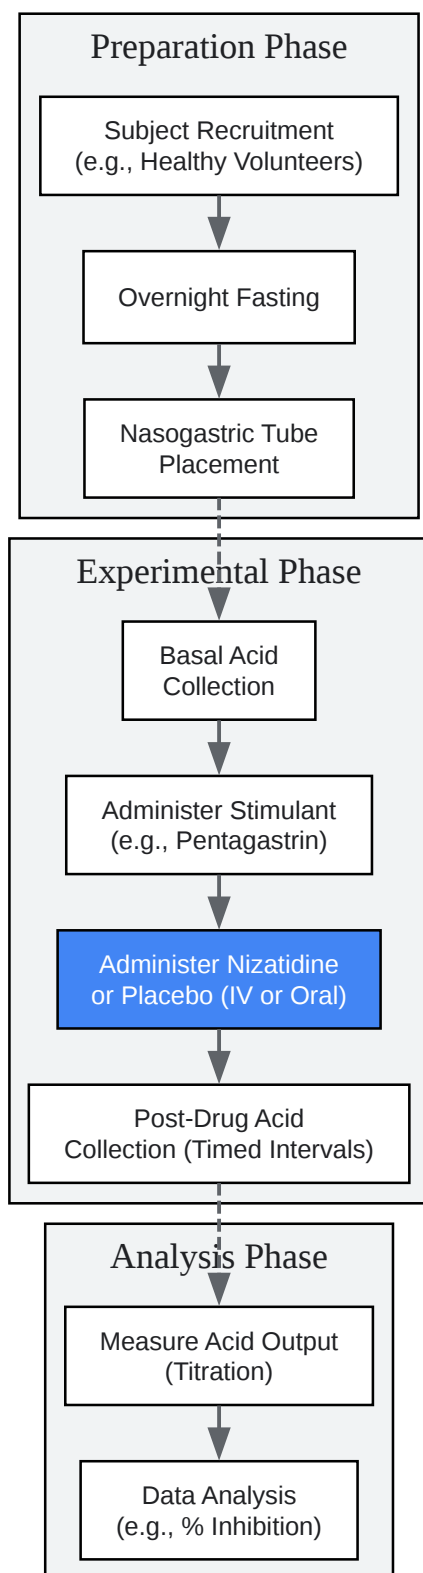 Preparation Phase
Subject Recruitment
(e.g., Healthy Volunteers)
Overnight Fasting
Nasogastric Tube
Placement
Experimental Phase
Basal Acid
Collection
Administer Stimulant
(e.g., Pentagastrin)
Administer Nizatidine
or Placebo (IV or Oral)
Post-Drug Acid
Collection (Timed Intervals)
Analysis Phase
Measure Acid Output
(Titration)
Data Analysis
(e.g., % Inhibition)